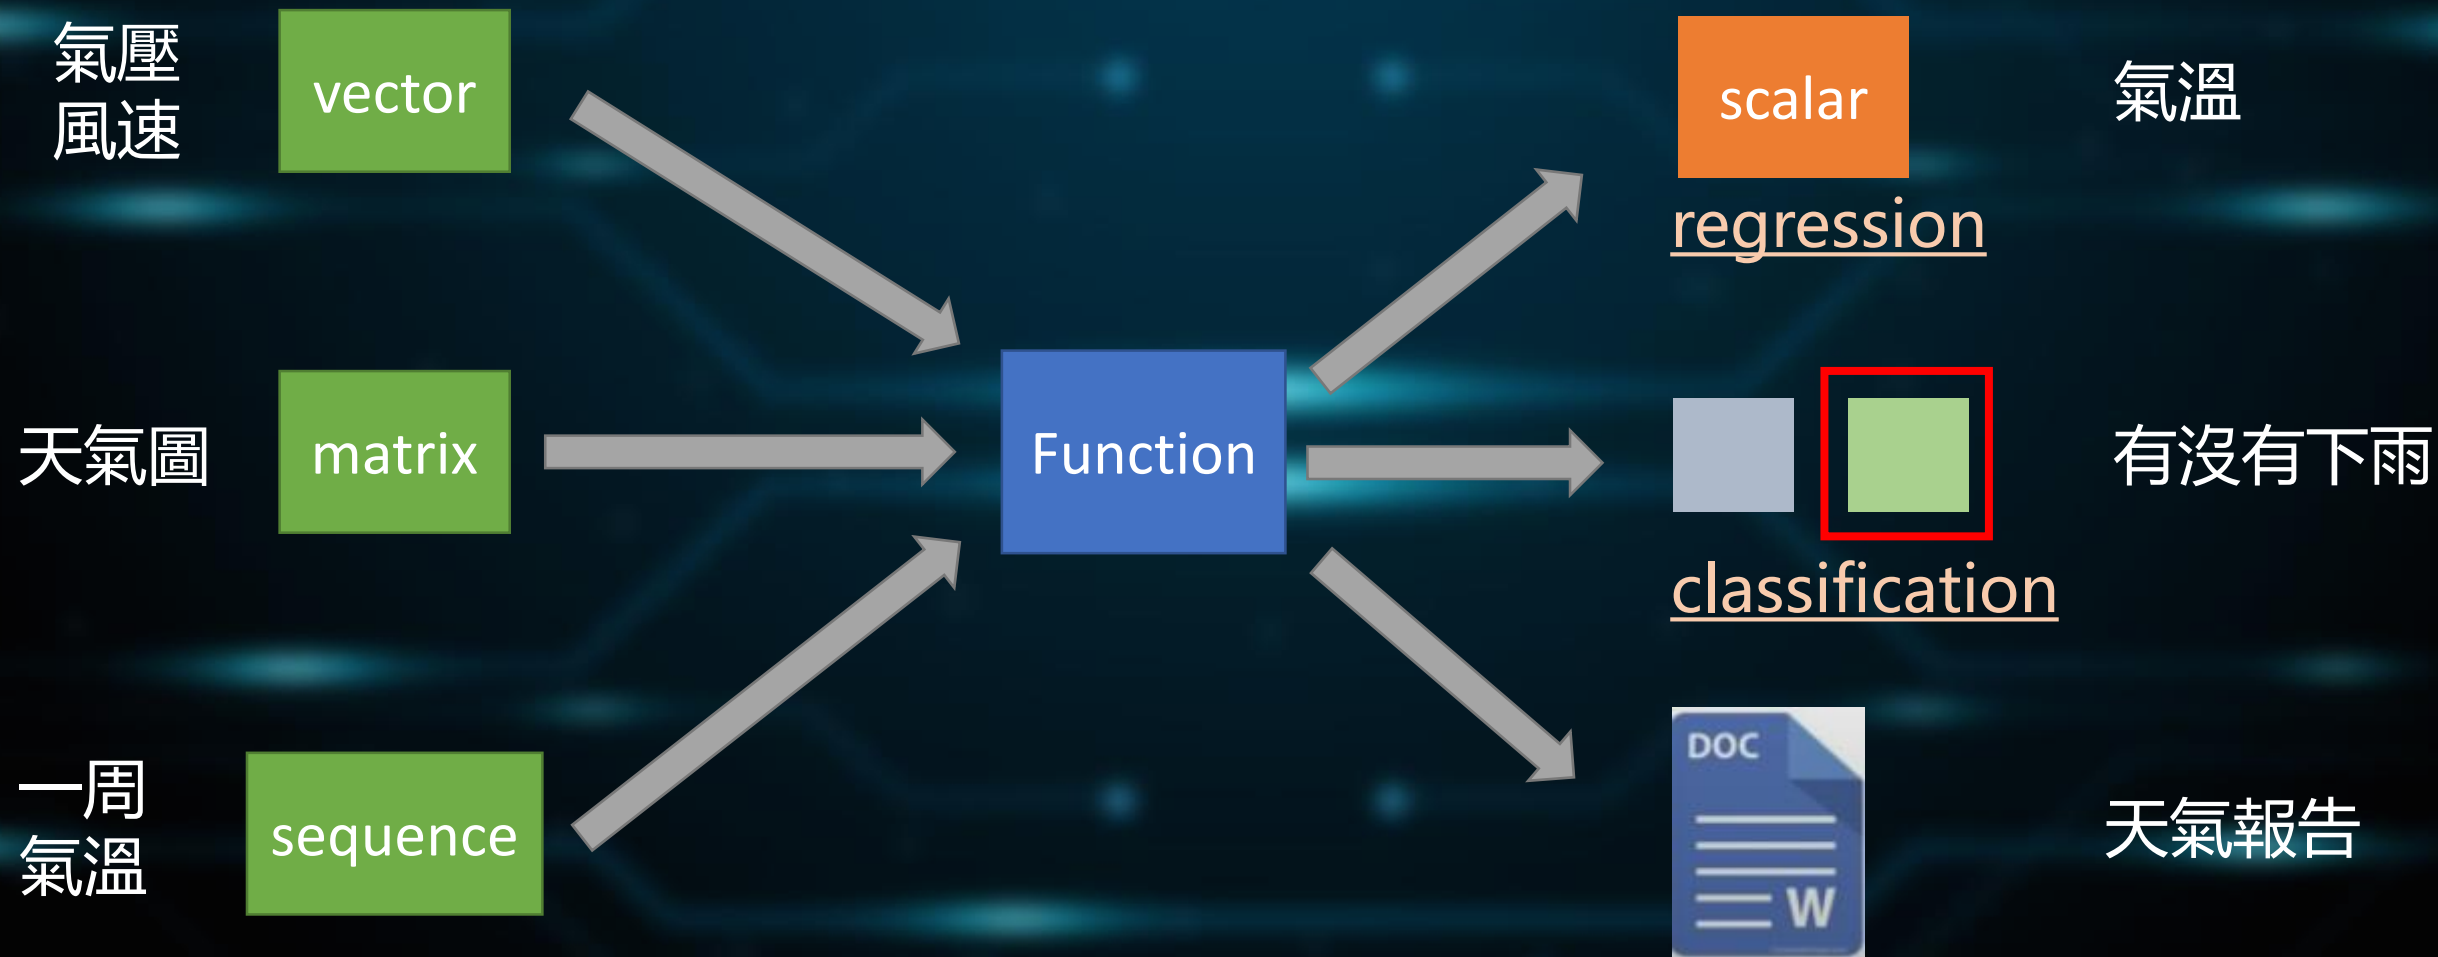 氣壓
風速
vector
scalar
氣溫
regression
天氣圖
matrix
Function
有沒有下雨
classification
一周
氣溫
sequence
DOC
W
天氣報告